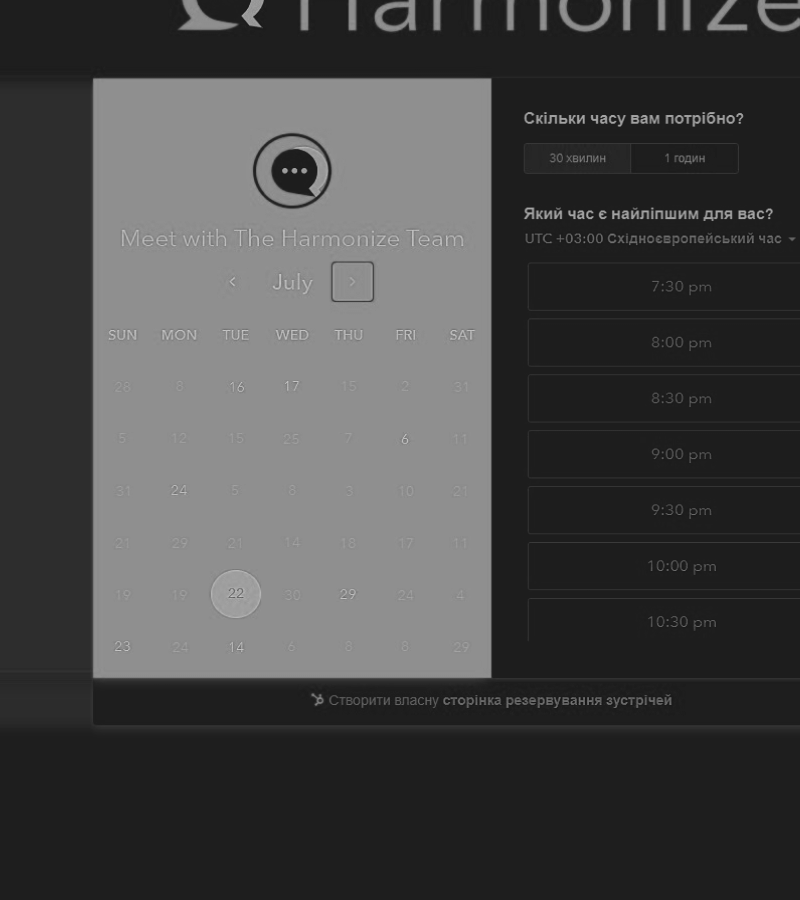 Harmonize
Meet with The Harmonize Team
July
SUN MON TUE WED THU FRI SAT
28 8 16 17 15 2 31
5 12 15 25 7 6 11
31 24 5 8 3 10 21
21 29 21 14 18 17 11
19 19 22 30 29 24 4
23 24 14 6 8 8 29
Скільки часу вам потрібно?
30 хвилин 1 годин
Який час є найліпшим для вас?
UTC +03:00 Східноєвропейський час
7:30 pm
8:00 pm
8:30 pm
9:00 pm
9:30 pm
10:00 pm
10:30 pm
Створити власну сторінка резервування зустрічей